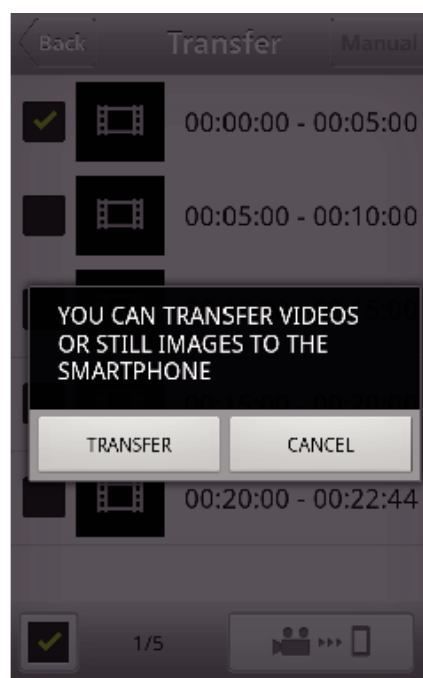 Back Transfer Manual
00:00:00 - 00:05:00
00:05:00 - 00:10:00
YOU CAN TRANSFER VIDEOS
OR STILL IMAGES TO THE
SMARTPHONE
TRANSFER CANCEL
00:20:00 - 00:22:44
1/5